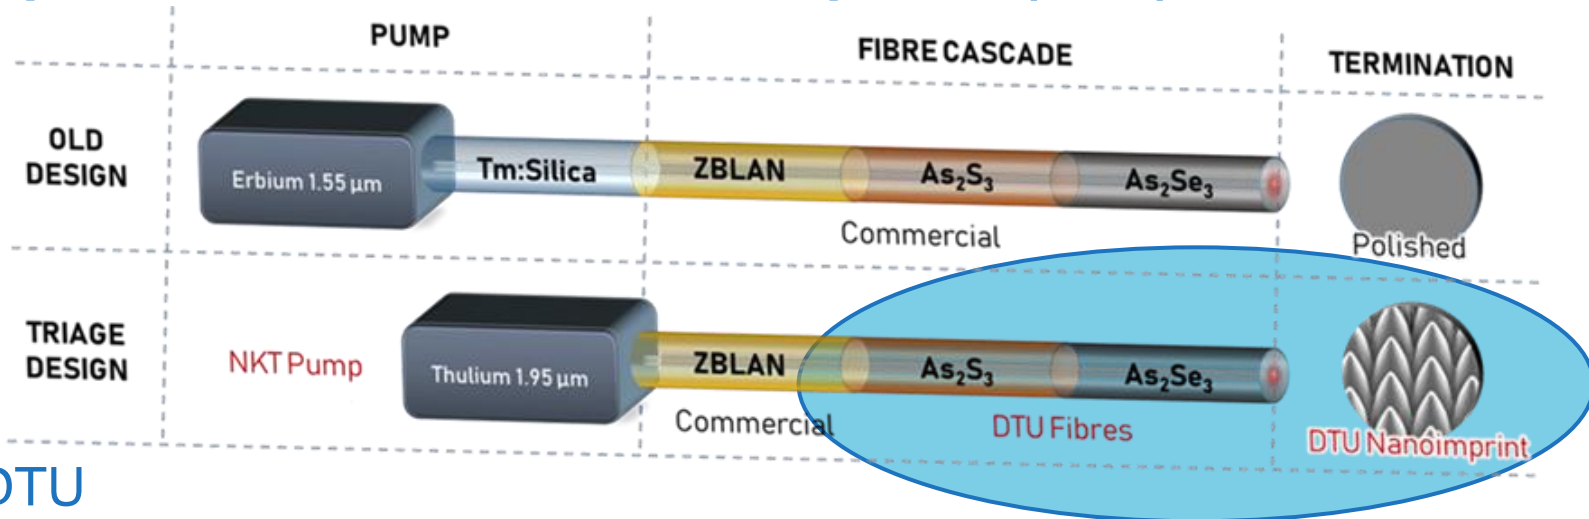 PUMP
FIBRE CASCADE
TERMINATION
OLD
DESIGN
Erbium 1.55 µm
Tm:Silica
ZBLAN
As₂S₃
As₂Se₃
Commercial
Polished
TRIAGE
DESIGN
NKT Pump
Thulium 1.95 µm
ZBLAN
As₂S₃
As₂Se₃
Commercial
DTU Fibres
DTU Nanoimprint
DTU